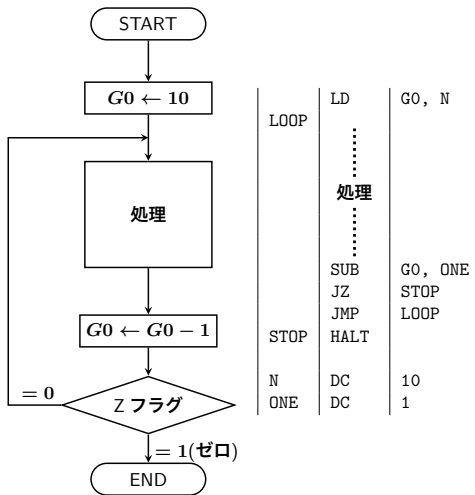 START
G0 ← 10
処理
G0 ← G0 − 1
= 0
Z フラグ
= 1(ゼロ)
END
LD G0, N
LOOP
処理
SUB G0, ONE
JZ STOP
JMP LOOP
STOP HALT
N DC 10
ONE DC 1